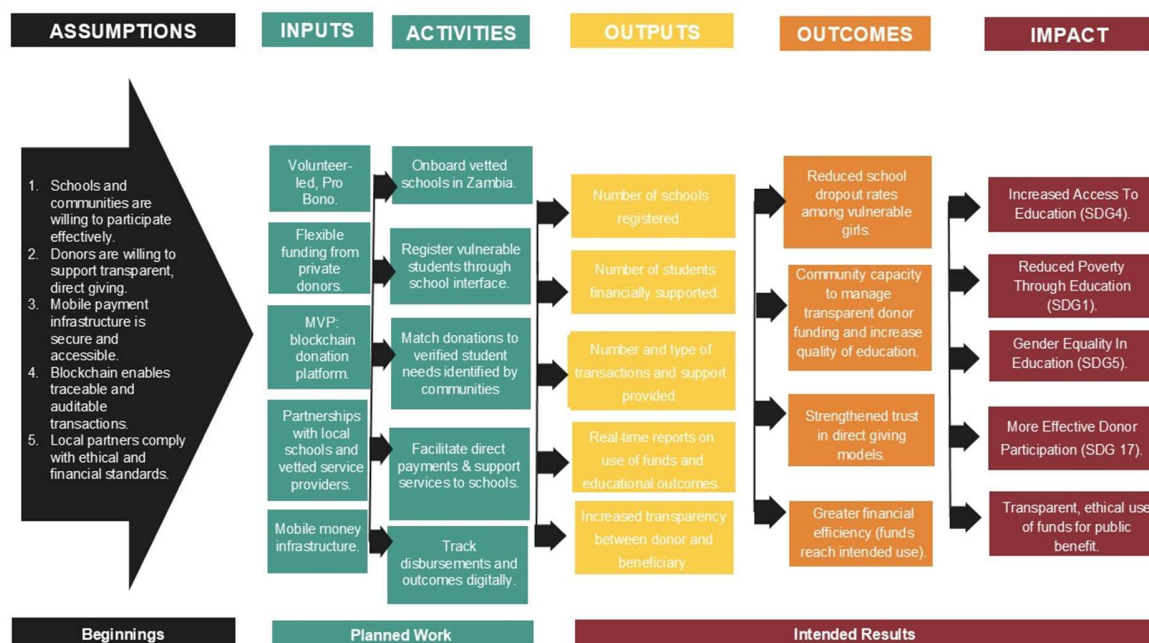 ASSUMPTIONS
INPUTS
ACTIVITIES
OUTPUTS
OUTCOMES
IMPACT
1. Schools and
communities are
willing to participate
effectively.
2. Donors are willing to
support transparent,
direct giving.
3. Mobile payment
infrastructure is
secure and
accessible.
4. Blockchain enables
traceable and
auditable
transactions.
5. Local partners comply
with ethical and
financial standards.
Volunteer-
led, Pro
Bono.
Flexible
funding from
private
donors.
MVP:
blockchain
donation
platform.
Partnerships
with local
schools and
vetted service
providers.
Mobile money
infrastructure.
Onboard vetted
schools in Zambia.
Register vulnerable
students through
school interface.
Match donations to
verified student
needs identified by
communities
Facilitate direct
payments & support
services to schools.
Track
disbursements and
outcomes digitally.
Number of schools
registered.
Number of students
financially supported.
Number and type of
transactions and support
provided.
Real-time reports on
use of funds and
educational outcomes.
Increased transparency
between donor and
beneficiary.
Reduced school
dropout rates
among vulnerable
girls.
Community capacity
to manage
transparent donor
funding and increase
quality of education.
Strengthened trust
in direct giving
models.
Greater financial
efficiency (funds
reach intended use).
Increased Access To
Education (SDG4).
Reduced Poverty
Through Education
(SDG1).
Gender Equality In
Education (SDG5).
More Effective Donor
Participation (SDG 17).
Transparent, ethical use
of funds for public
benefit.
Beginnings
Planned Work
Intended Results